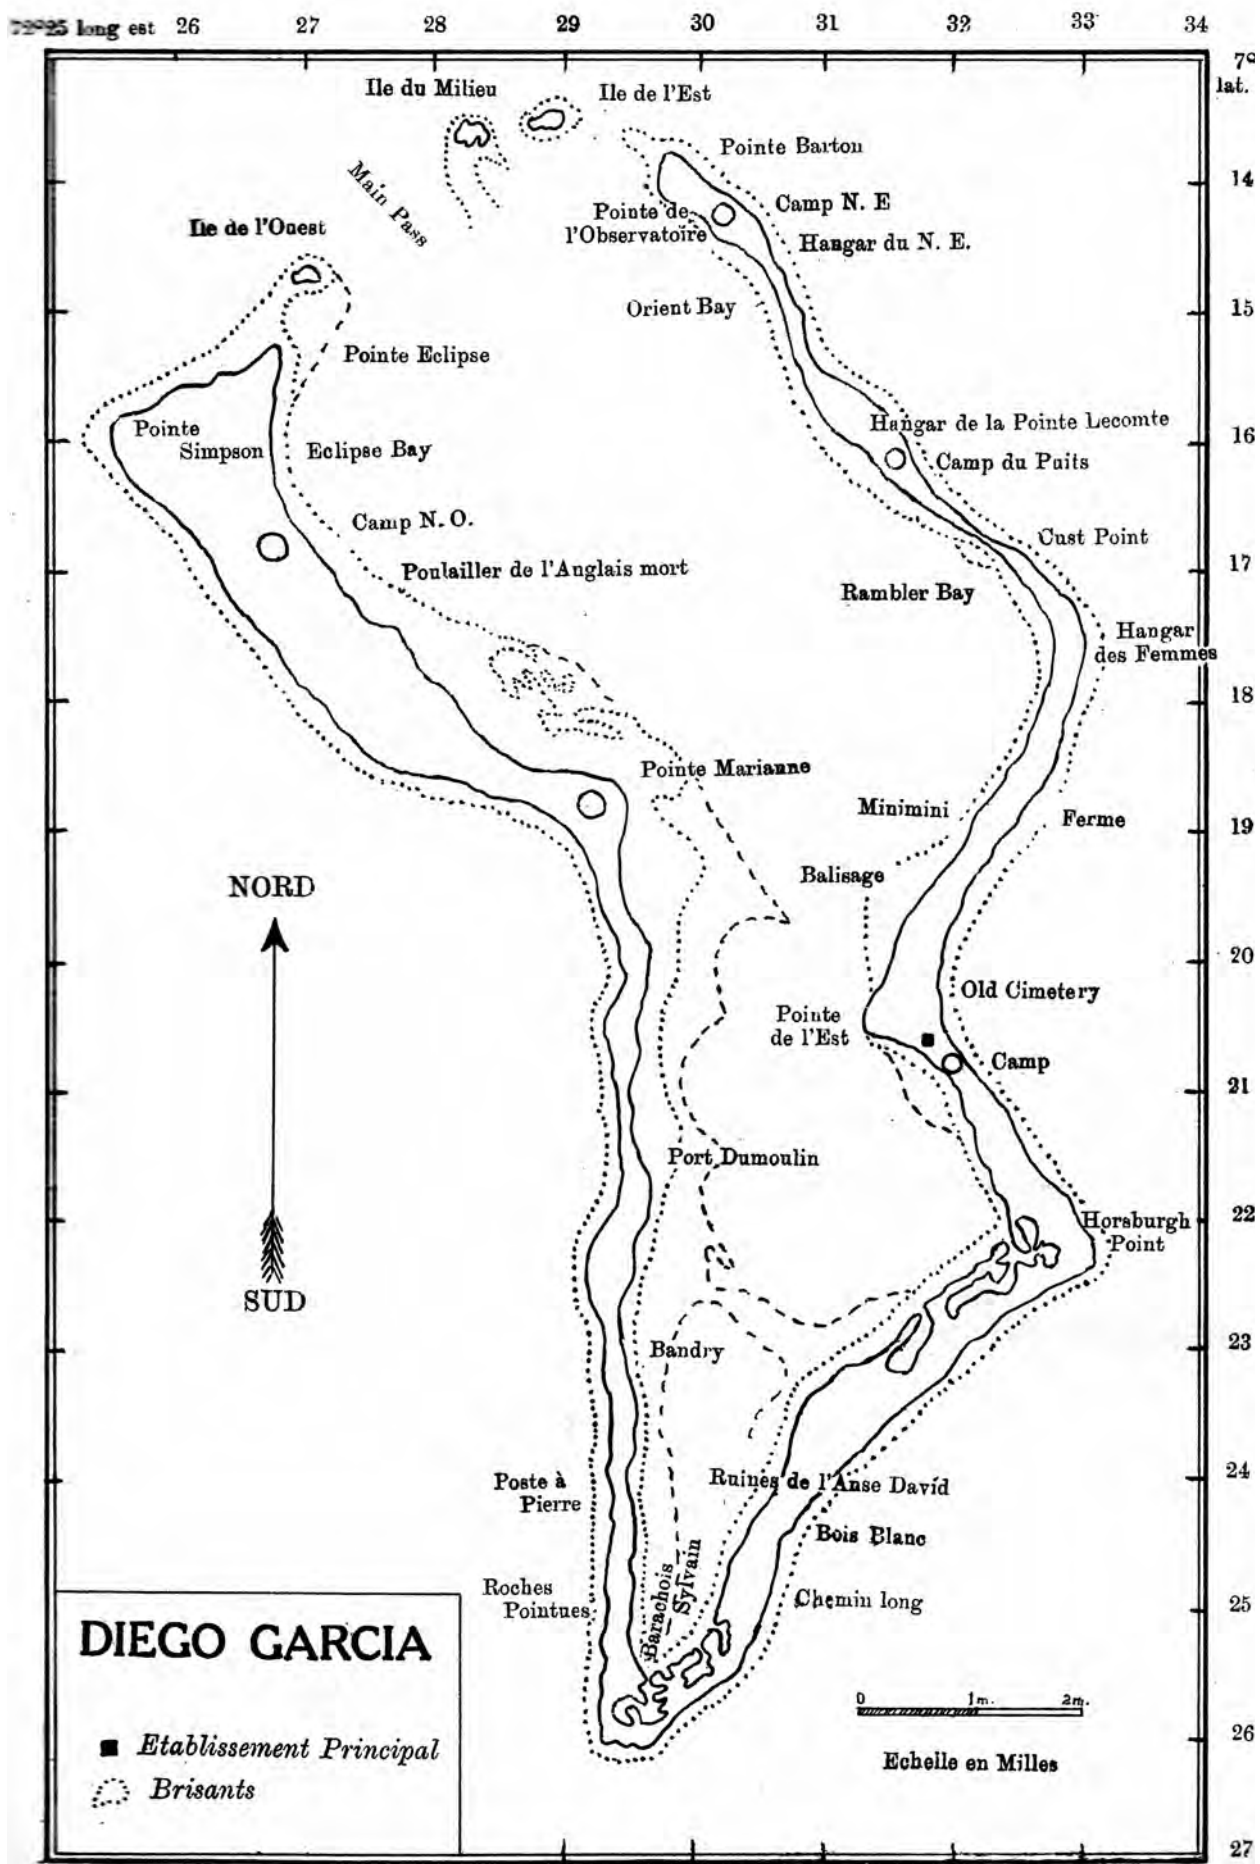 72°25 long est 26 27 28 29 30 31 32 33 34
7°
lat.
Ile du Milieu
Ile de l'Est
Pointe Barton
Main Pass
14
Camp N. E
Pointe de
l'Observatoire
Ile de l'Ouest
Hangar du N. E.
Orient Bay
15
Pointe Eclipse
Hangar de la Pointe Lecomte
Pointe
Simpson
Eclipse Bay
16
Camp du Puits
Camp N. O.
Cust Point
Poulailler de l'Anglais mort
17
Rambler Bay
Hangar
des Femmes
18
Pointe Marianne
Minimini
Ferme
19
Balisage
NORD
20
Old Cimetery
Pointe
de l'Est
Camp
21
Port Dumoulin
22
Horsburgh
Point
SUD
23
Bandry
24
Poste à
Pierre
Ruines de l'Anse David
Bois Blanc
Barachois
Sylvain
Roches
Pointues
Chemin long
25
DIEGO GARCIA
0 1m. 2m.
26
Etablissement Principal
Echelle en Milles
Brisants
27